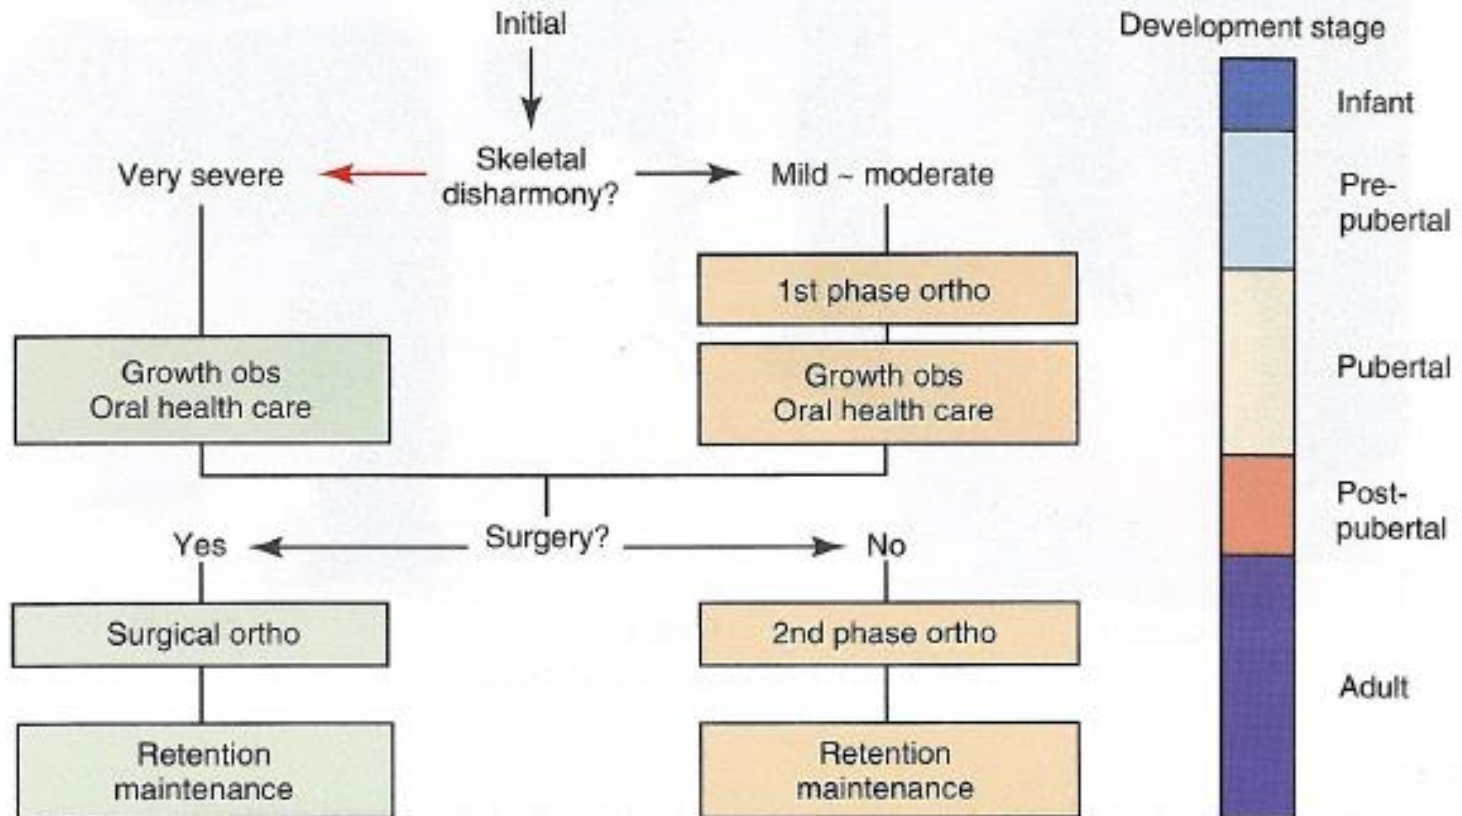 Initial
Development stage
Infant
Very severe
Skeletal
disharmony?
Mild ~ moderate
Pre-
pubertal
1st phase ortho
Growth obs
Oral health care
Growth obs
Oral health care
Pubertal
Yes
Surgery?
No
Post-
pubertal
Surgical ortho
2nd phase ortho
Adult
Retention
maintenance
Retention
maintenance